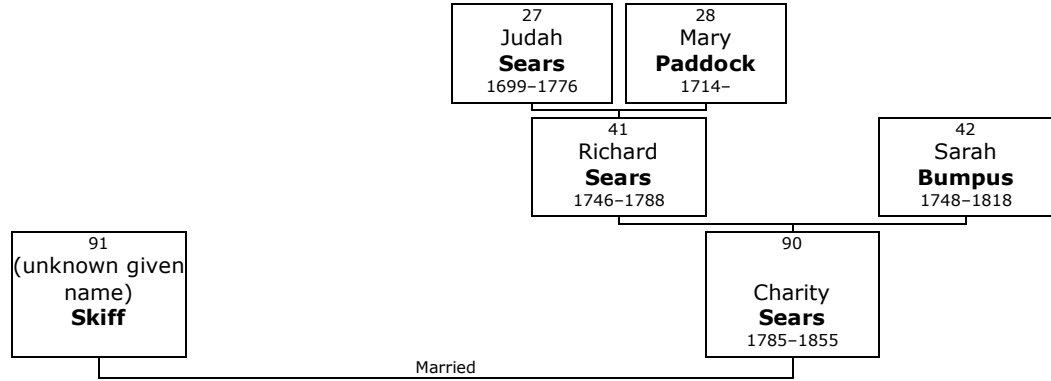 27
Judah
Sears
1699–1776
28
Mary
Paddock
1714–
41
Richard
Sears
1746–1788
42
Sarah
Bumpus
1748–1818
91
(unknown given
name)
Skiff
90
Charity
Sears
1785–1855
Married